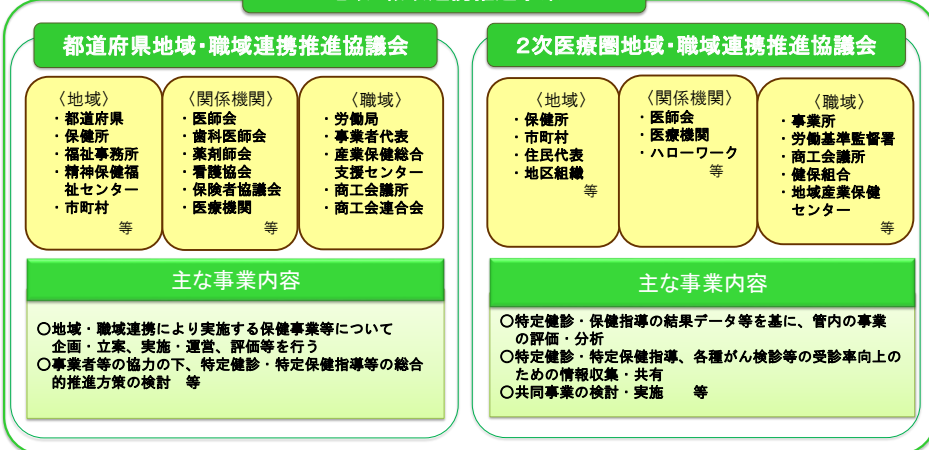 都道府県地域・職域連携推進協議会
〈地域〉
・都道府県
・保健所
・福祉事務所
・精神保健福
祉センター
・市町村
等
〈関係機関〉
・医師会
・歯科医師会
・薬剤師会
・看護協会
・保険者協議会
・医療機関
等
〈職域〉
・労働局
・事業者代表
・産業保健総合
支援センター
・商工会議所
・商工会連合会
主な事業内容
○地域・職域連携により実施する保健事業等について
企画・立案、実施・運営、評価等を行う
○事業者等の協力の下、特定健診・特定保健指導等の総合
的推進方策の検討　等
２次医療圏地域・職域連携推進協議会
〈地域〉
・保健所
・市町村
・住民代表
・地区組織
等
〈関係機関〉
・医師会
・医療機関
・ハローワーク
等
〈職域〉
・事業所
・労働基準監督署
・商工会議所
・健保組合
・地域産業保健
センター
等
主な事業内容
○特定健診・保健指導の結果データ等を基に、管内の事業
の評価・分析
○特定健診・特定保健指導、各種がん検診等の受診率向上の
ための情報収集・共有
○共同事業の検討・実施　　等